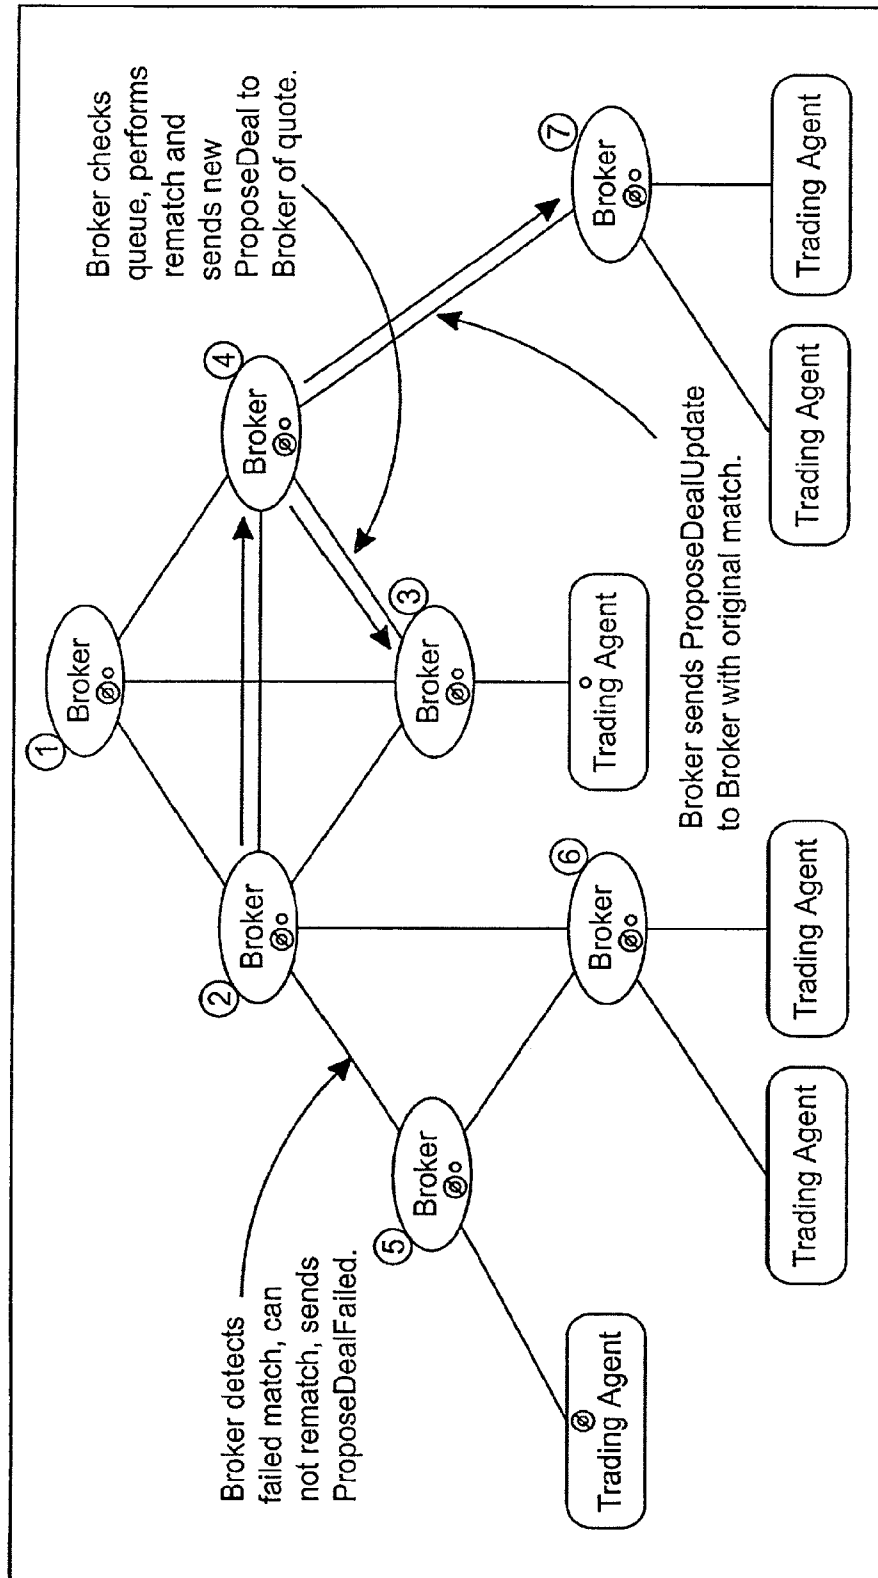 Broker checks
queue, performs
rematch and
sends new
ProposeDeal to
Broker of quote.
1
Broker
2
Broker
4
Broker
3
Broker
5
Broker
6
Broker
7
Broker
Broker detects
failed match, can
not rematch, sends
ProposeDealFailed.
Broker sends ProposeDealUpdate
to Broker with original match.
Trading Agent
Trading Agent
Trading Agent
Trading Agent
Trading Agent
Trading Agent